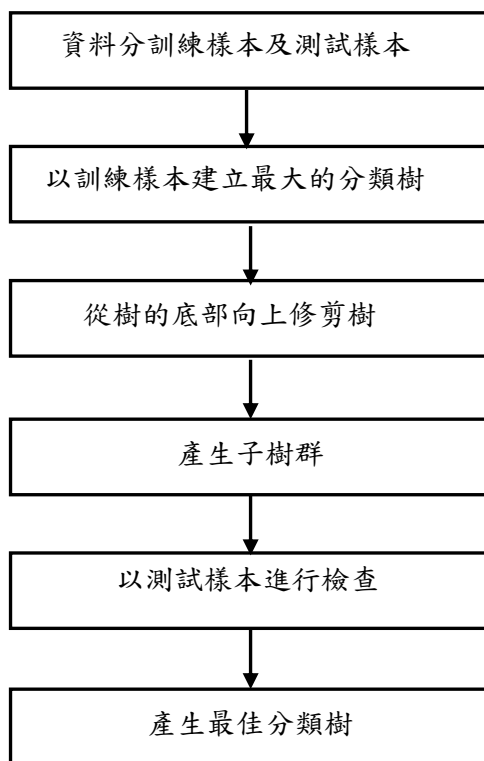 資料分訓練樣本及測試樣本
以訓練樣本建立最大的分類樹
從樹的底部向上修剪樹
產生子樹群
以測試樣本進行檢查
產生最佳分類樹